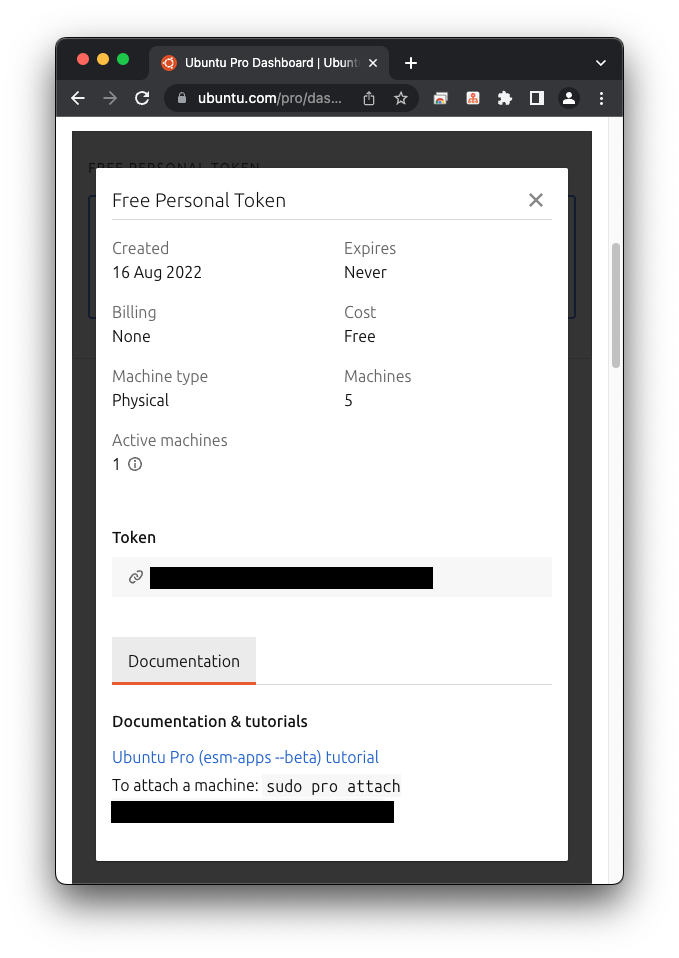 Ubuntu Pro Dashboard | Ubunt
ubuntu.com/pro/das...
FREE PERSONAL TOKEN
Free Personal Token
Created
Expires
16 Aug 2022
Never
Billing
Cost
None
Free
Machine type
Machines
Physical
5
Active machines
1
Token
Documentation
Documentation & tutorials
Ubuntu Pro (esm-apps --beta) tutorial
To attach a machine: sudo pro attach